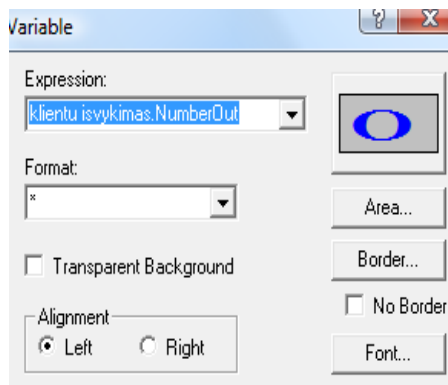 Variable
?
X
Expression:
klientu isvykimas.NumberOut
Format:
*
Area...
Border...
Transparent Background
No Border
Alignment
Left
Right
Font...